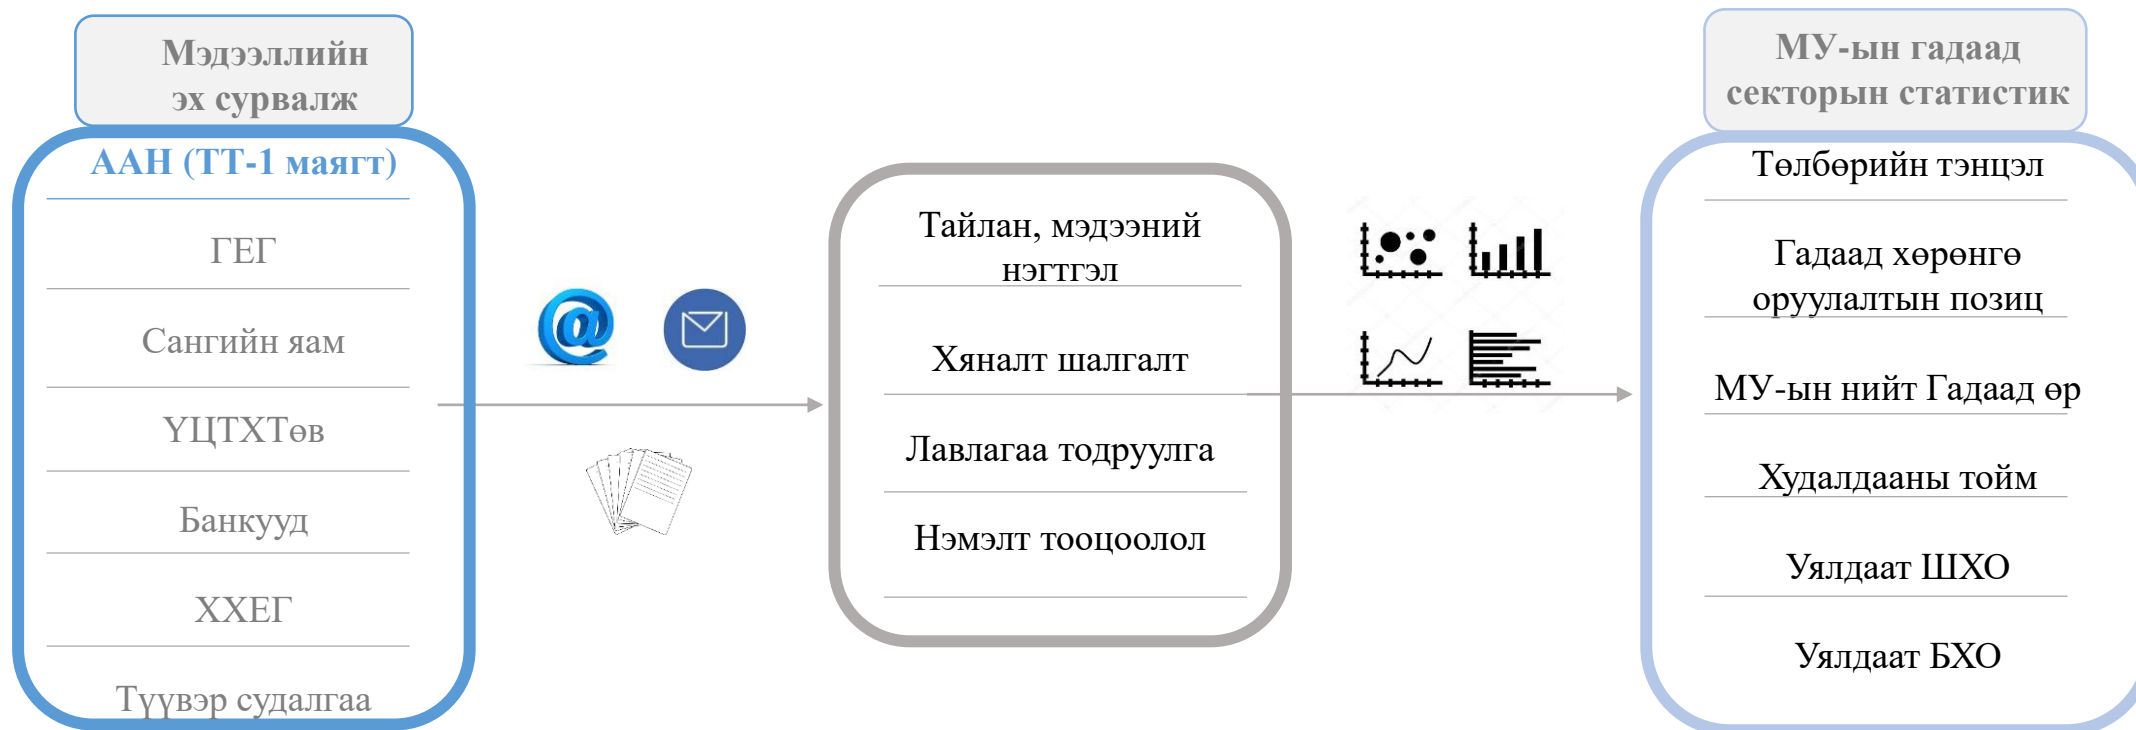 Мэдээллийн
эх сурвалж
ААН (ТТ-1 маягт)
ГЕГ
Сангийн яам
ҮЦТХТөв
Банкууд
ХХЕГ
Түүвэр судалгаа
Тайлан, мэдээний
нэгтгэл
Хяналт шалгалт
Лавлагаа тодруулга
Нэмэлт тооцоолол
МУ-ын гадаад
секторын статистик
Төлбөрийн тэнцэл
Гадаад хөрөнгө
оруулалтын позиц
МУ-ын нийт Гадаад өр
Худалдааны тойм
Уялдаат ШХО
Уялдаат БХО